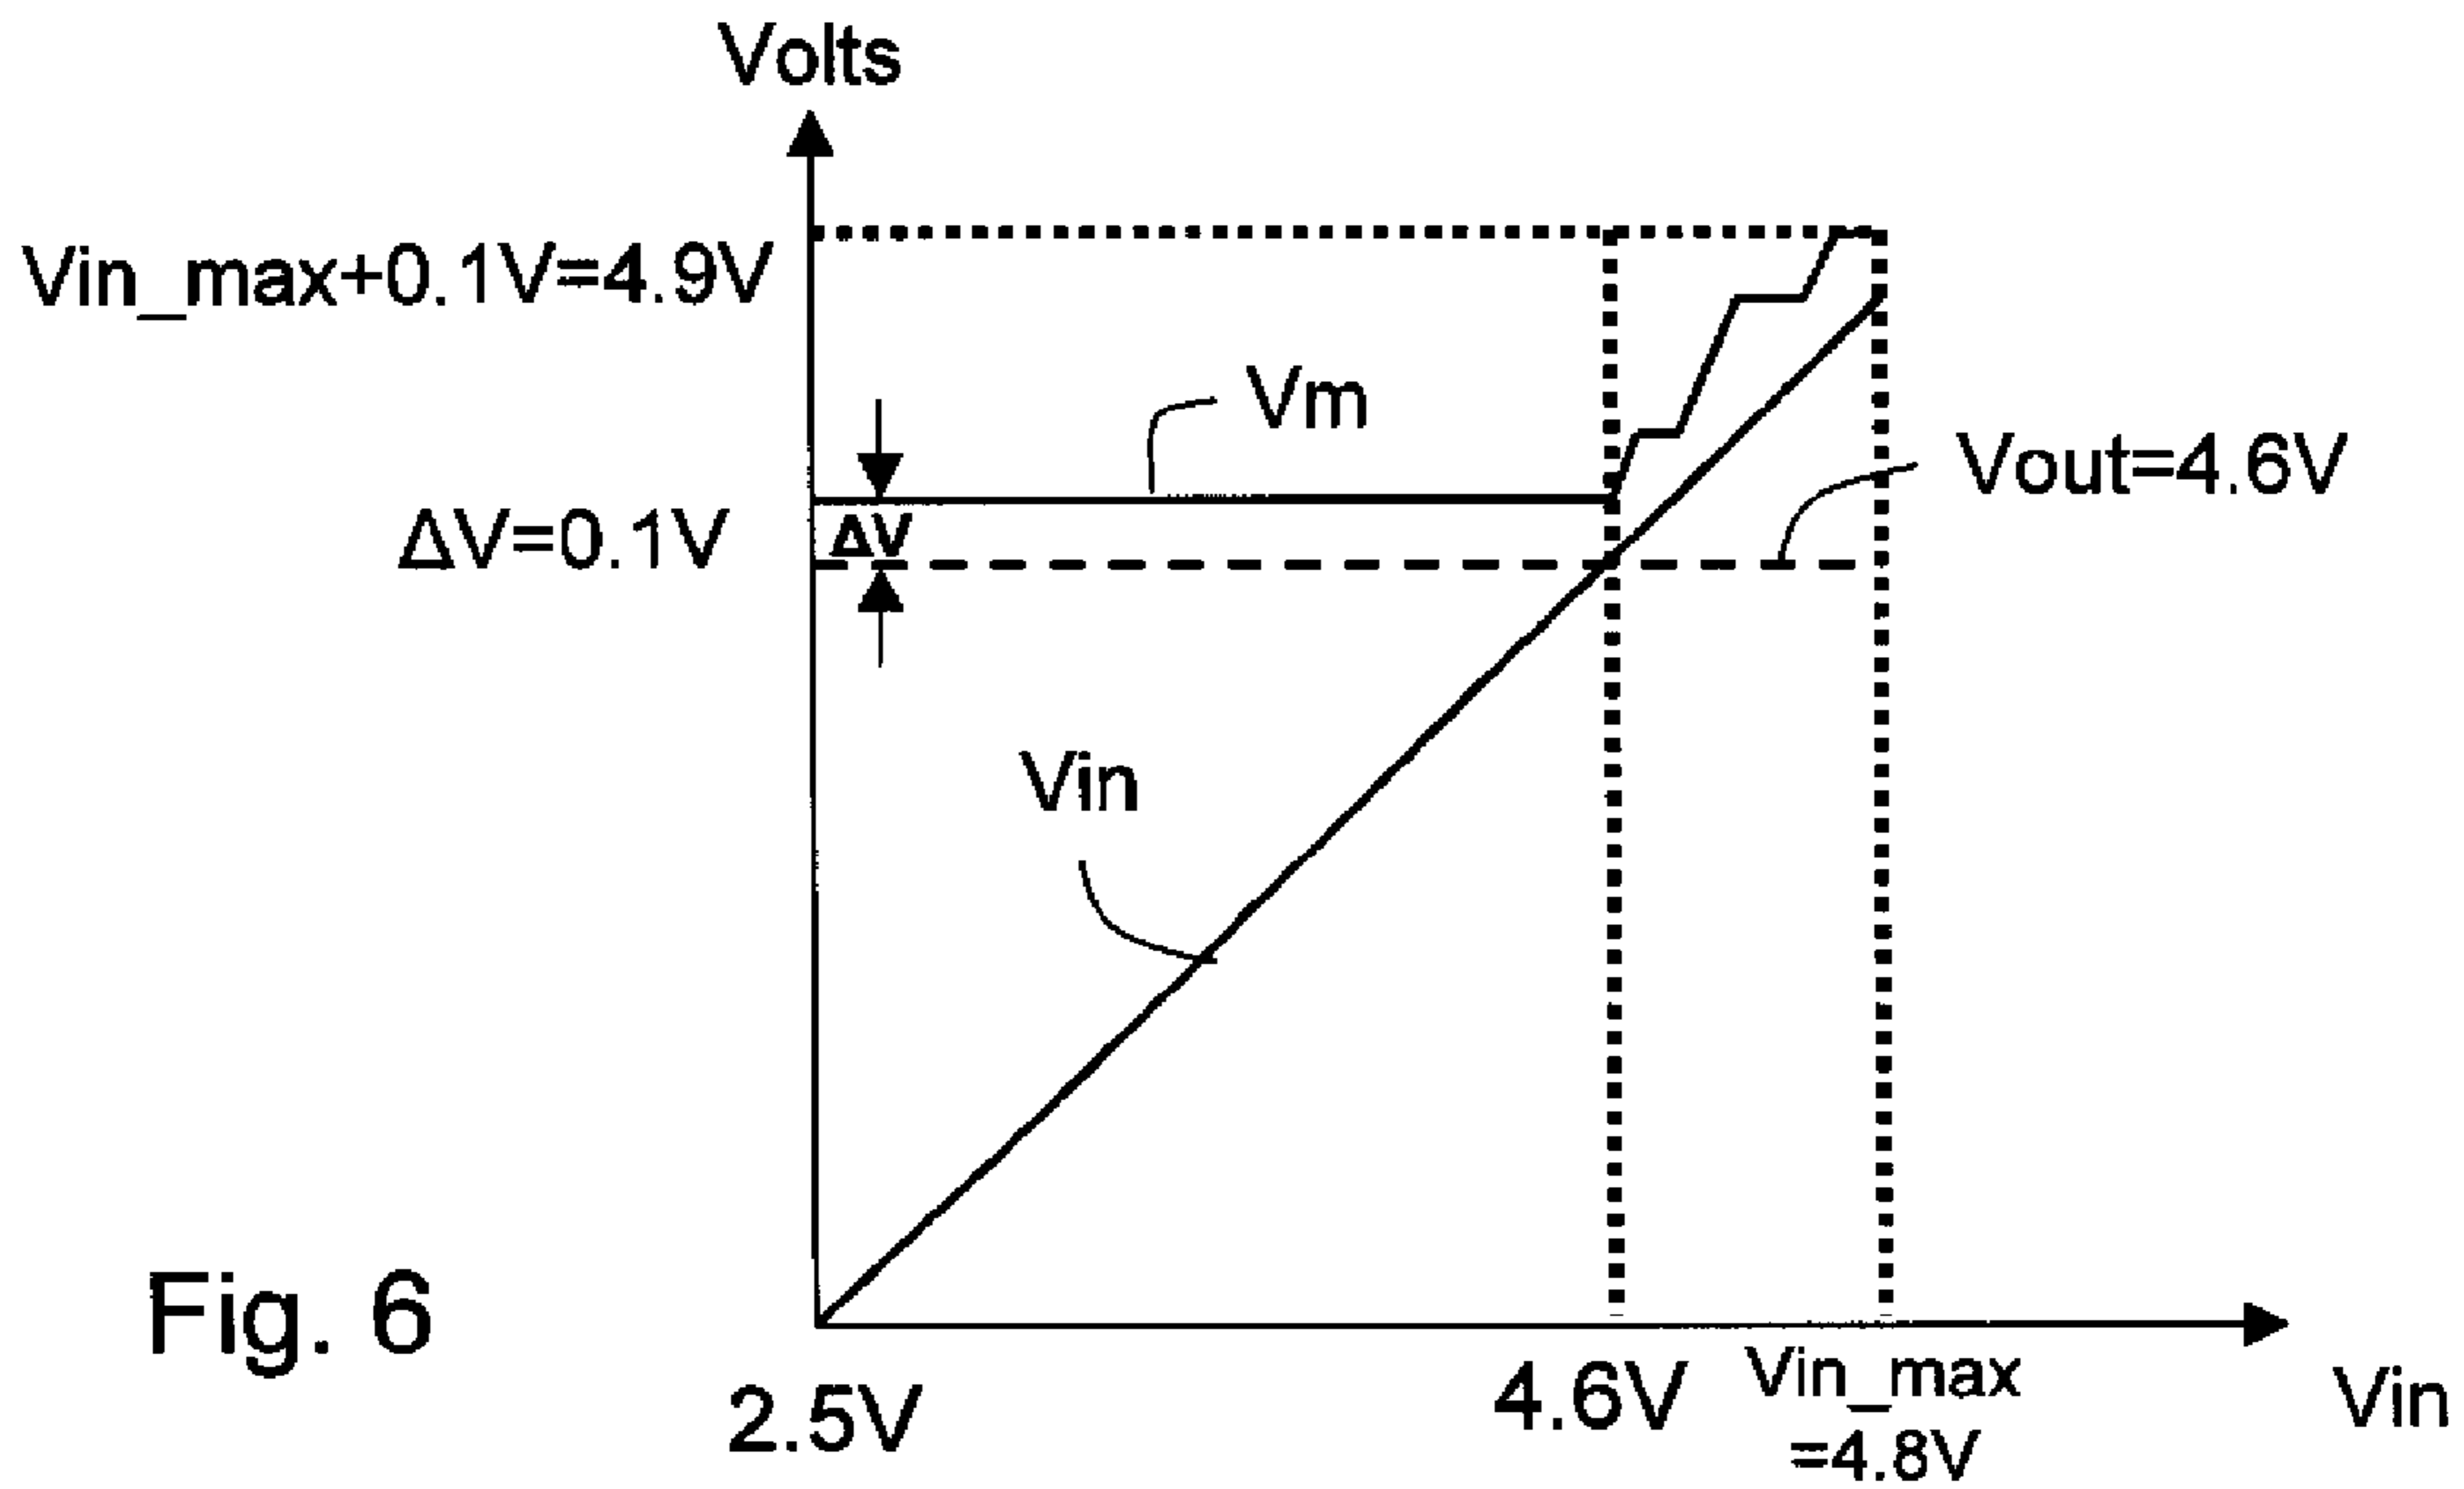 Volts
Vin_max+0.1V=4.9V
Vm
Vout=4.6V
ΔV=0.1V
ΔV
Vin
Fig. 6
2.5V
4.6V
Vin_max
=4.8V
Vin